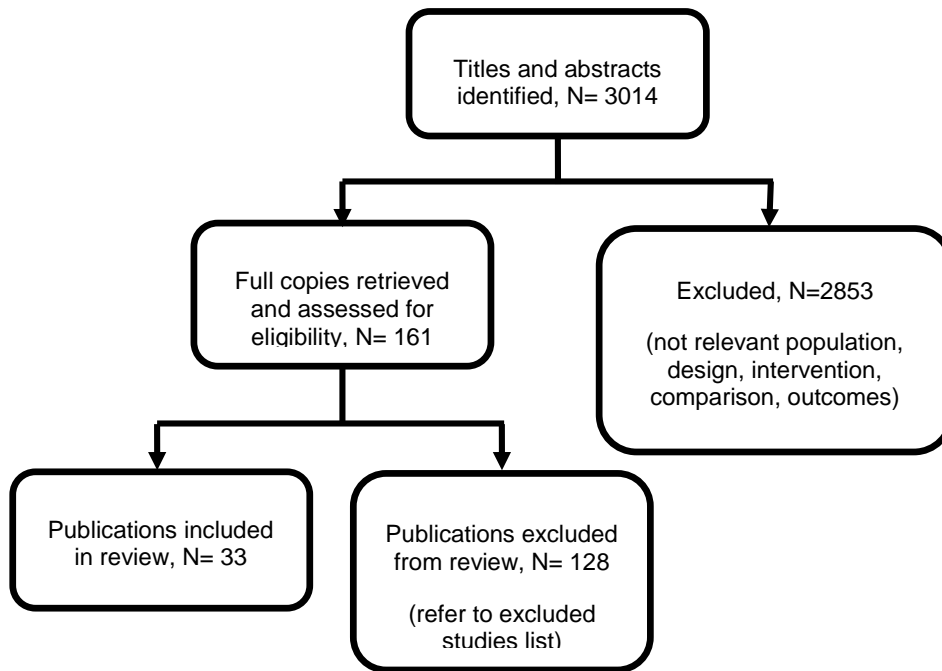 Titles and abstracts
identified, N= 3014
Full copies retrieved
and assessed for
eligibility, N= 161
Excluded, N=2853
(not relevant population,
design, intervention,
comparison, outcomes)
Publications included
in review, N= 33
Publications excluded
from review, N= 128
(refer to excluded
studies list)